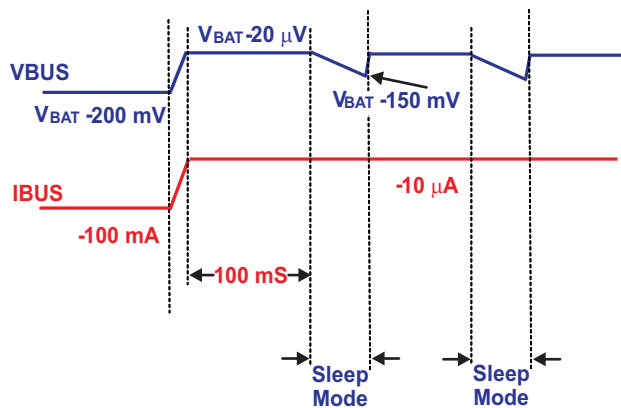 VBAT -20 μV
VBUS
VBAT -200 mV
VBAT -150 mV
IBUS
-10 μA
-100 mA
100 mS
Sleep
Mode
Sleep
Mode